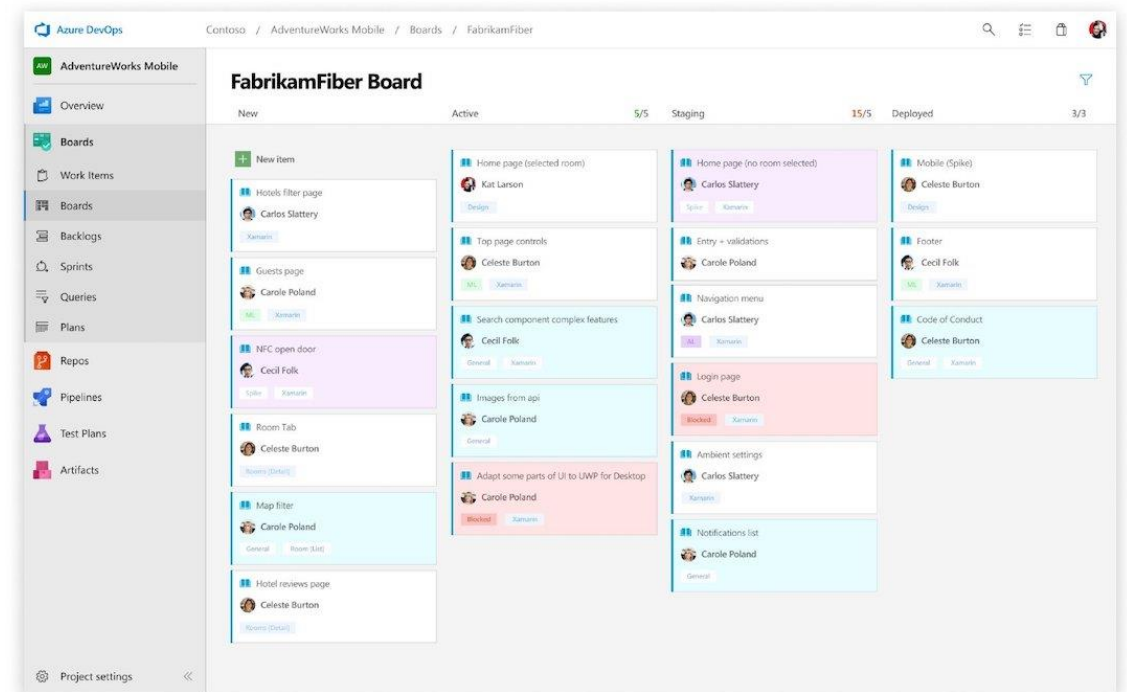 Azure DevOps
Contoso / AdventureWorks Mobile / Boards / FabrikamFiber
AW AdventureWorks Mobile
Overview
Boards
Work Items
Boards
Backlogs
Sprints
Queries
Plans
Repos
Pipelines
Test Plans
Artifacts
Project settings
FabrikamFiber Board
New
New item
Hotels filter page
Carlos Slattery
Xamarin
Guests page
Carole Poland
ML Xamarin
NFC open door
Cecil Folk
Spike Xamarin
Room Tab
Celeste Burton
Rooms (Detail)
Map filter
Carole Poland
General Room (List)
Hotel reviews page
Celeste Burton
Rooms (Detail)
Active 5/5
Home page (selected room)
Kat Larson
Design
Top page controls
Celeste Burton
ML Xamarin
Search component complex features
Cecil Folk
General Xamarin
Images from api
Carole Poland
General
Adapt some parts of UI to UWP for Desktop
Carole Poland
Blocked Xamarin
Staging 15/5
Home page (no room selected)
Carlos Slattery
Spike Xamarin
Entry + validations
Carole Poland
Navigation menu
Carlos Slattery
Xamarin
Login page
Celeste Burton
Blocked Xamarin
Ambient settings
Carlos Slattery
Xamarin
Notifications list
Carole Poland
General
Deployed 3/3
Mobile (Spike)
Celeste Burton
Design
Footer
Cecil Folk
ML Xamarin
Code of Conduct
Celeste Burton
General Xamarin